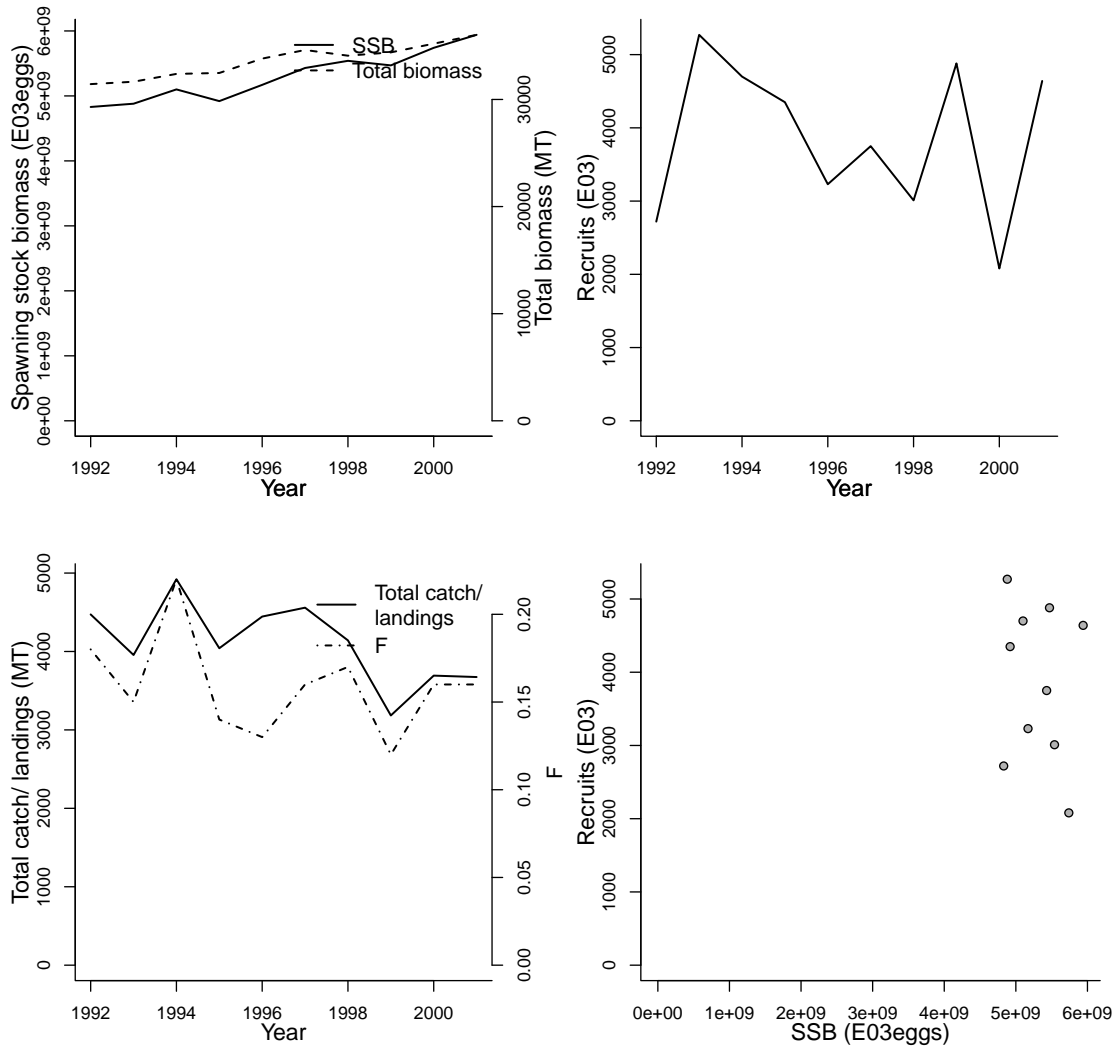 Spawning stock biomass (E03eggs)
0e+00 1e+09 2e+09 3e+09 4e+09 5e+09 6e+09
SSB
Total biomass
0 10000 20000 30000
Total biomass (MT)
1992 1994 1996 1998 2000
Year
Recruits (E03)
0 1000 2000 3000 4000 5000
1992 1994 1996 1998 2000
Year
Total catch/ landings (MT)
0 1000 2000 3000 4000 5000
Total catch/
landings
F
0.00 0.05 0.10 0.15 0.20
F
1992 1994 1996 1998 2000
Year
Recruits (E03)
0 1000 2000 3000 4000 5000
0e+00 1e+09 2e+09 3e+09 4e+09 5e+09 6e+09
SSB (E03eggs)